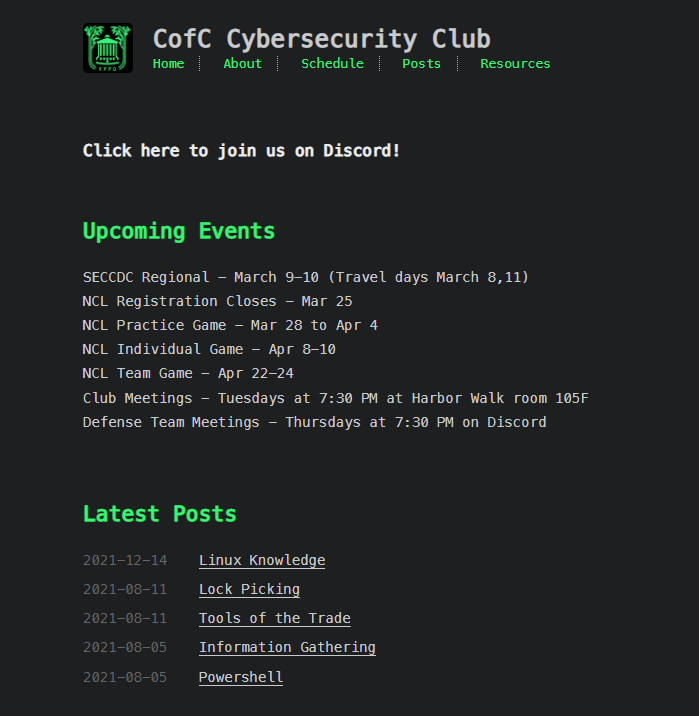 CofC Cybersecurity Club
Home About Schedule Posts Resources
Click here to join us on Discord!
Upcoming Events
SECCDC Regional – March 9–10 (Travel days March 8,11)
NCL Registration Closes – Mar 25
NCL Practice Game – Mar 28 to Apr 4
NCL Individual Game – Apr 8–10
NCL Team Game – Apr 22–24
Club Meetings – Tuesdays at 7:30 PM at Harbor Walk room 105F
Defense Team Meetings – Thursdays at 7:30 PM on Discord
Latest Posts
2021-12-14 Linux Knowledge
2021-08-11 Lock Picking
2021-08-11 Tools of the Trade
2021-08-05 Information Gathering
2021-08-05 Powershell